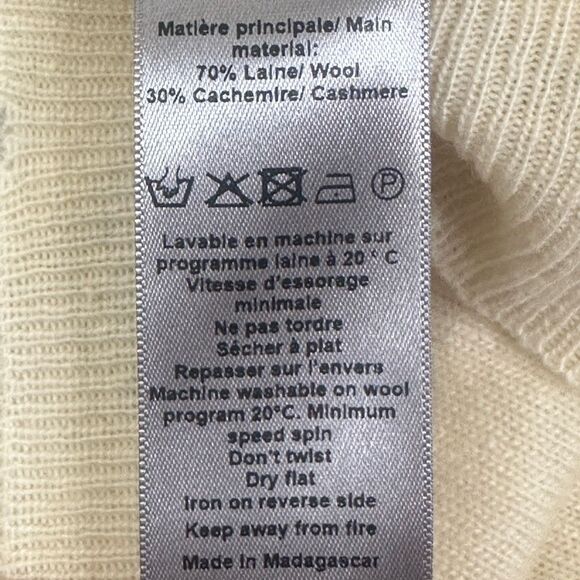 Matière principale/ Main
material:
70% Laine/ Wool
30% Cachemire/ Cashmere
P
Lavable en machine sur
programme laine à 20 ° C
Vitesse d'essorage
minimale
Ne pas tordre
Sécher à plat
Repasser sur l'envers
Machine washable on wool
program 20°C. Minimum
speed spin
Don't twist
Dry flat
Iron on reverse side
Keep away from fire
Made in Madagascar